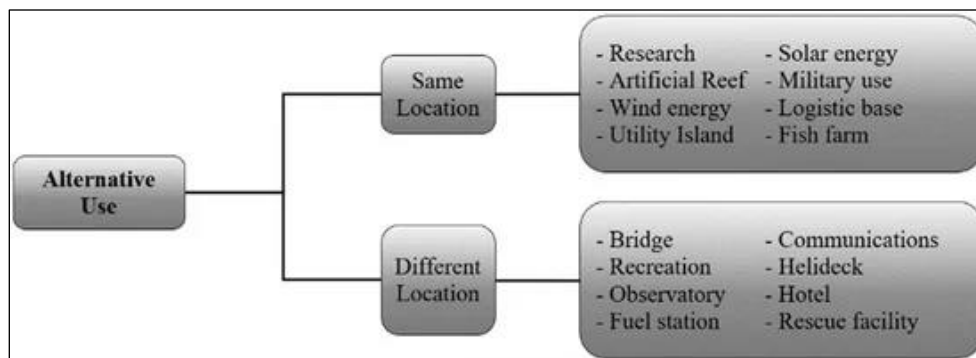 Alternative
Use
Same
Location
- Research
- Artificial Reef
- Wind energy
- Utility Island
- Solar energy
- Military use
- Logistic base
- Fish farm
Different
Location
- Bridge
- Recreation
- Observatory
- Fuel station
- Communications
- Helideck
- Hotel
- Rescue facility